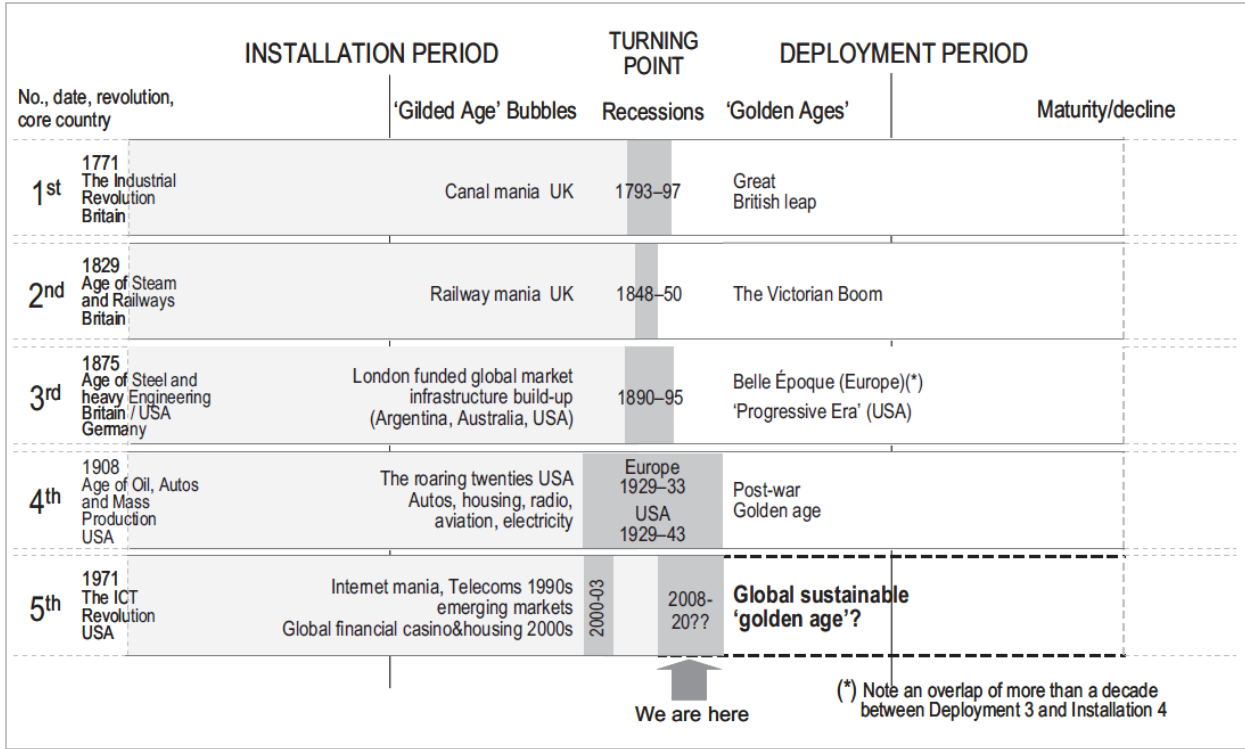 INSTALLATION PERIOD
TURNING
POINT
DEPLOYMENT PERIOD
No., date, revolution,
core country
'Gilded Age' Bubbles
Recessions
'Golden Ages'
Maturity/decline
1st
1771
The Industrial
Revolution
Britain
Canal mania UK
1793–97
Great
British leap
2nd
1829
Age of Steam
and Railways
Britain
Railway mania UK
1848–50
The Victorian Boom
3rd
1875
Age of Steel and
heavy Engineering
Britain / USA
Germany
London funded global market
infrastructure build-up
(Argentina, Australia, USA)
1890–95
Belle Époque (Europe)(*)
'Progressive Era' (USA)
4th
1908
Age of Oil, Autos
and Mass
Production
USA
The roaring twenties USA
Autos, housing, radio,
aviation, electricity
Europe
1929–33
USA
1929–43
Post-war
Golden age
5th
1971
The ICT
Revolution
USA
Internet mania, Telecoms 1990s
emerging markets
Global financial casino&housing 2000s
2000-03
2008-
20??
Global sustainable
'golden age'?
We are here
(*) Note an overlap of more than a decade
between Deployment 3 and Installation 4